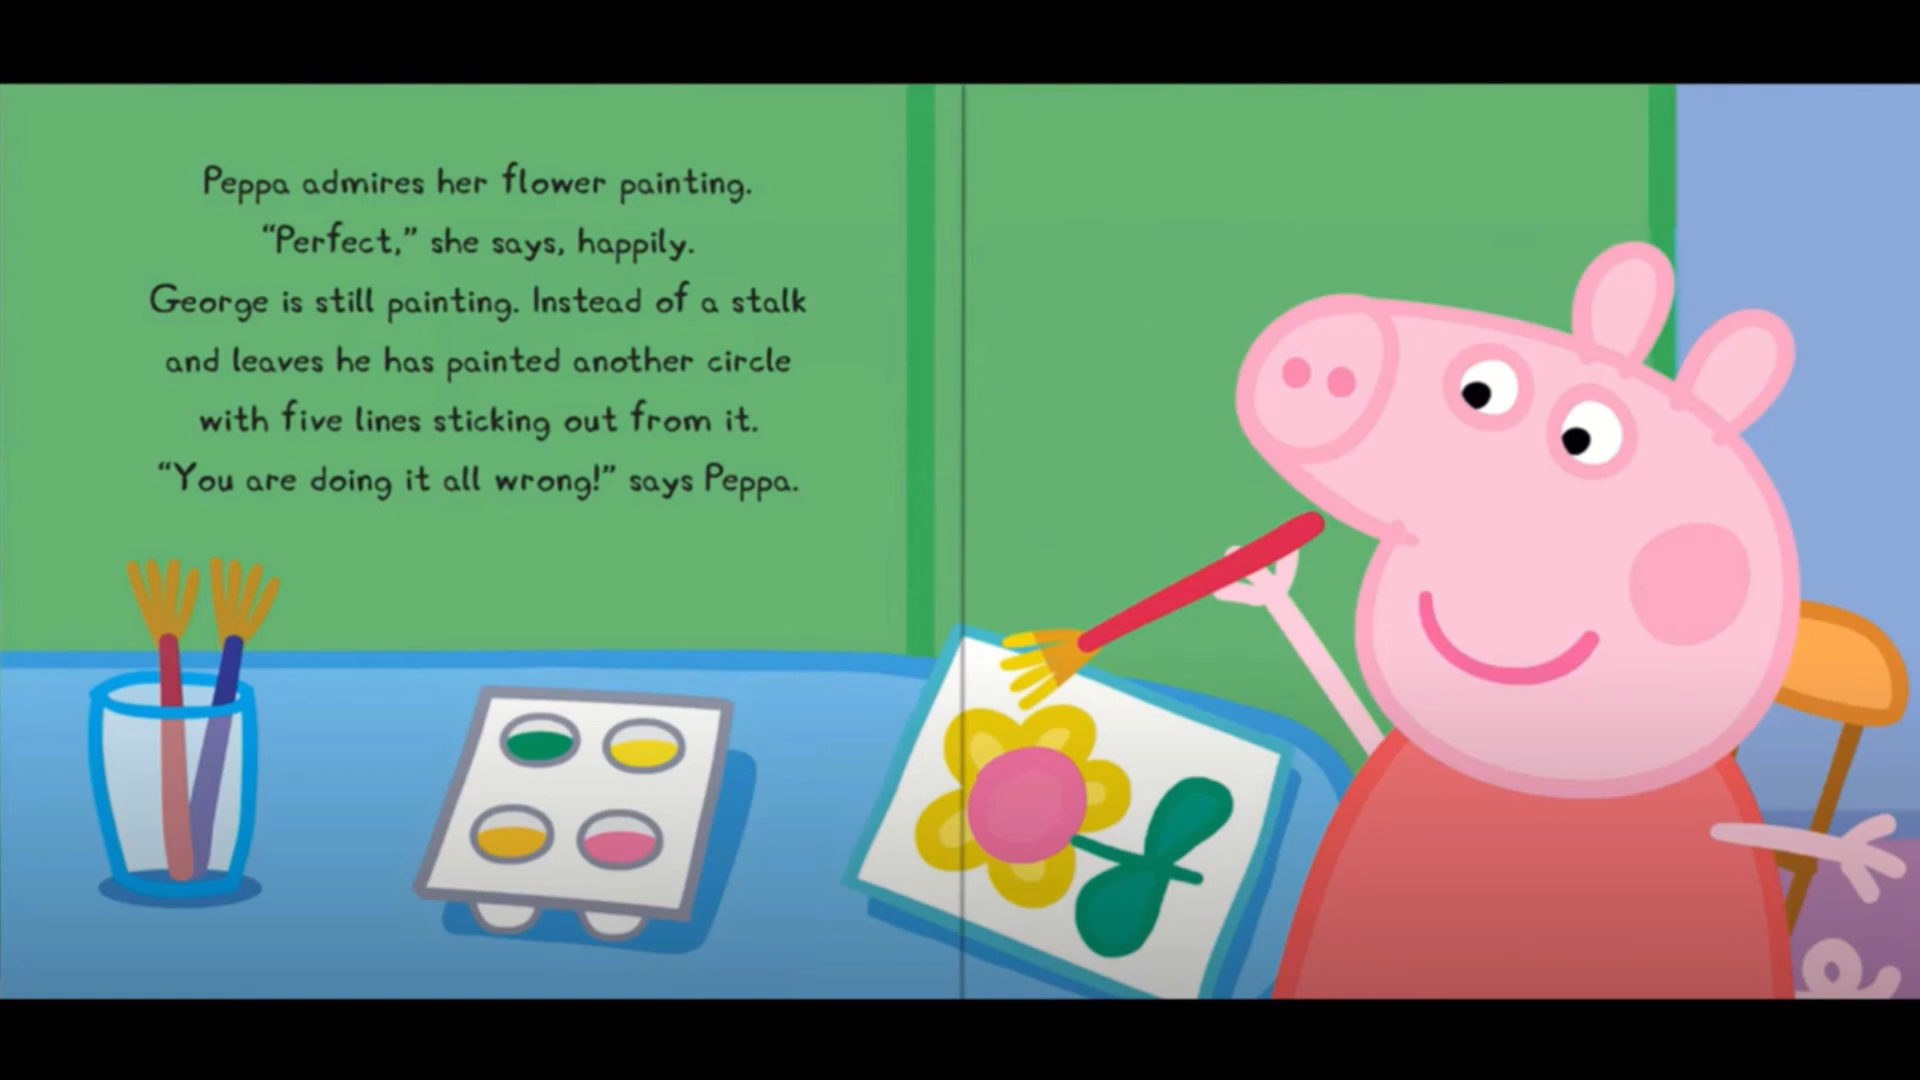 Peppa admires her flower painting.
“Perfect,” she says, happily.
George is still painting. Instead of a stalk
and leaves he has painted another circle
with five lines sticking out from it.
“You are doing it all wrong!” says Peppa.